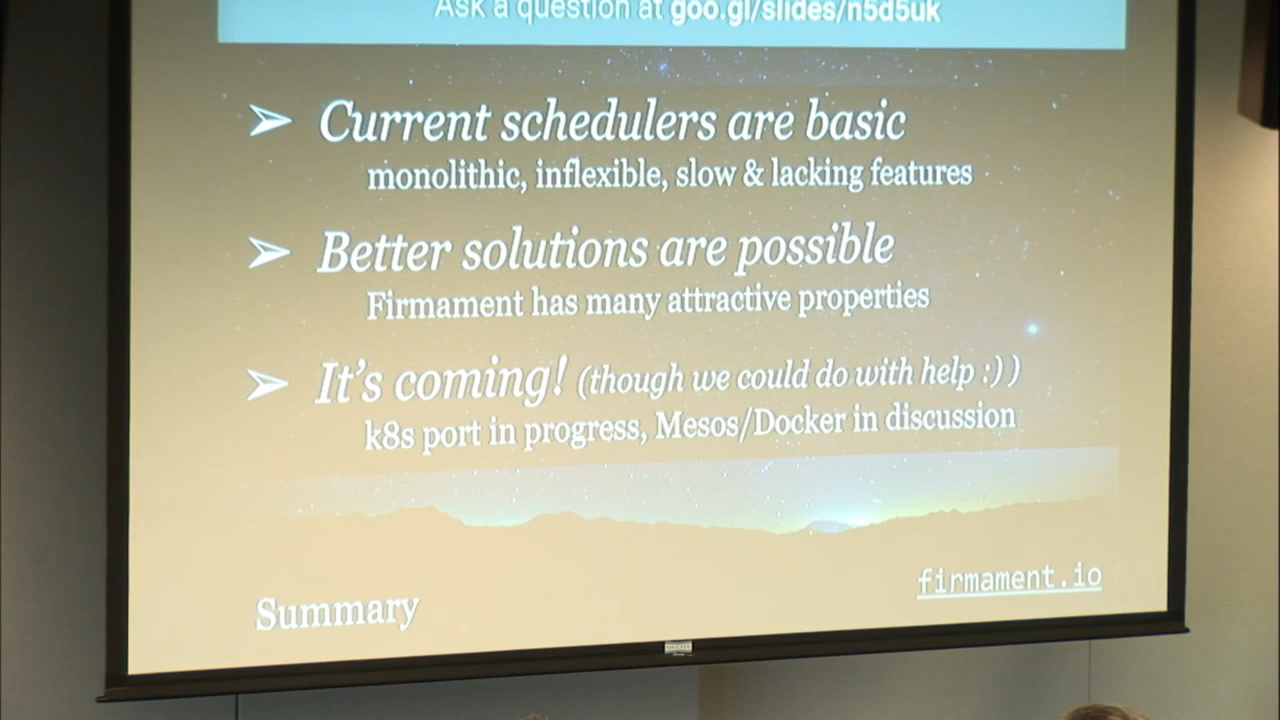 Ask a question at goo.gl/slides/n5d5uk
➢ Current schedulers are basic
monolithic, inflexible, slow & lacking features
➢ Better solutions are possible
Firmament has many attractive properties
➢ It's coming! (though we could do with help :) )
k8s port in progress, Mesos/Docker in discussion
firmament.io
Summary